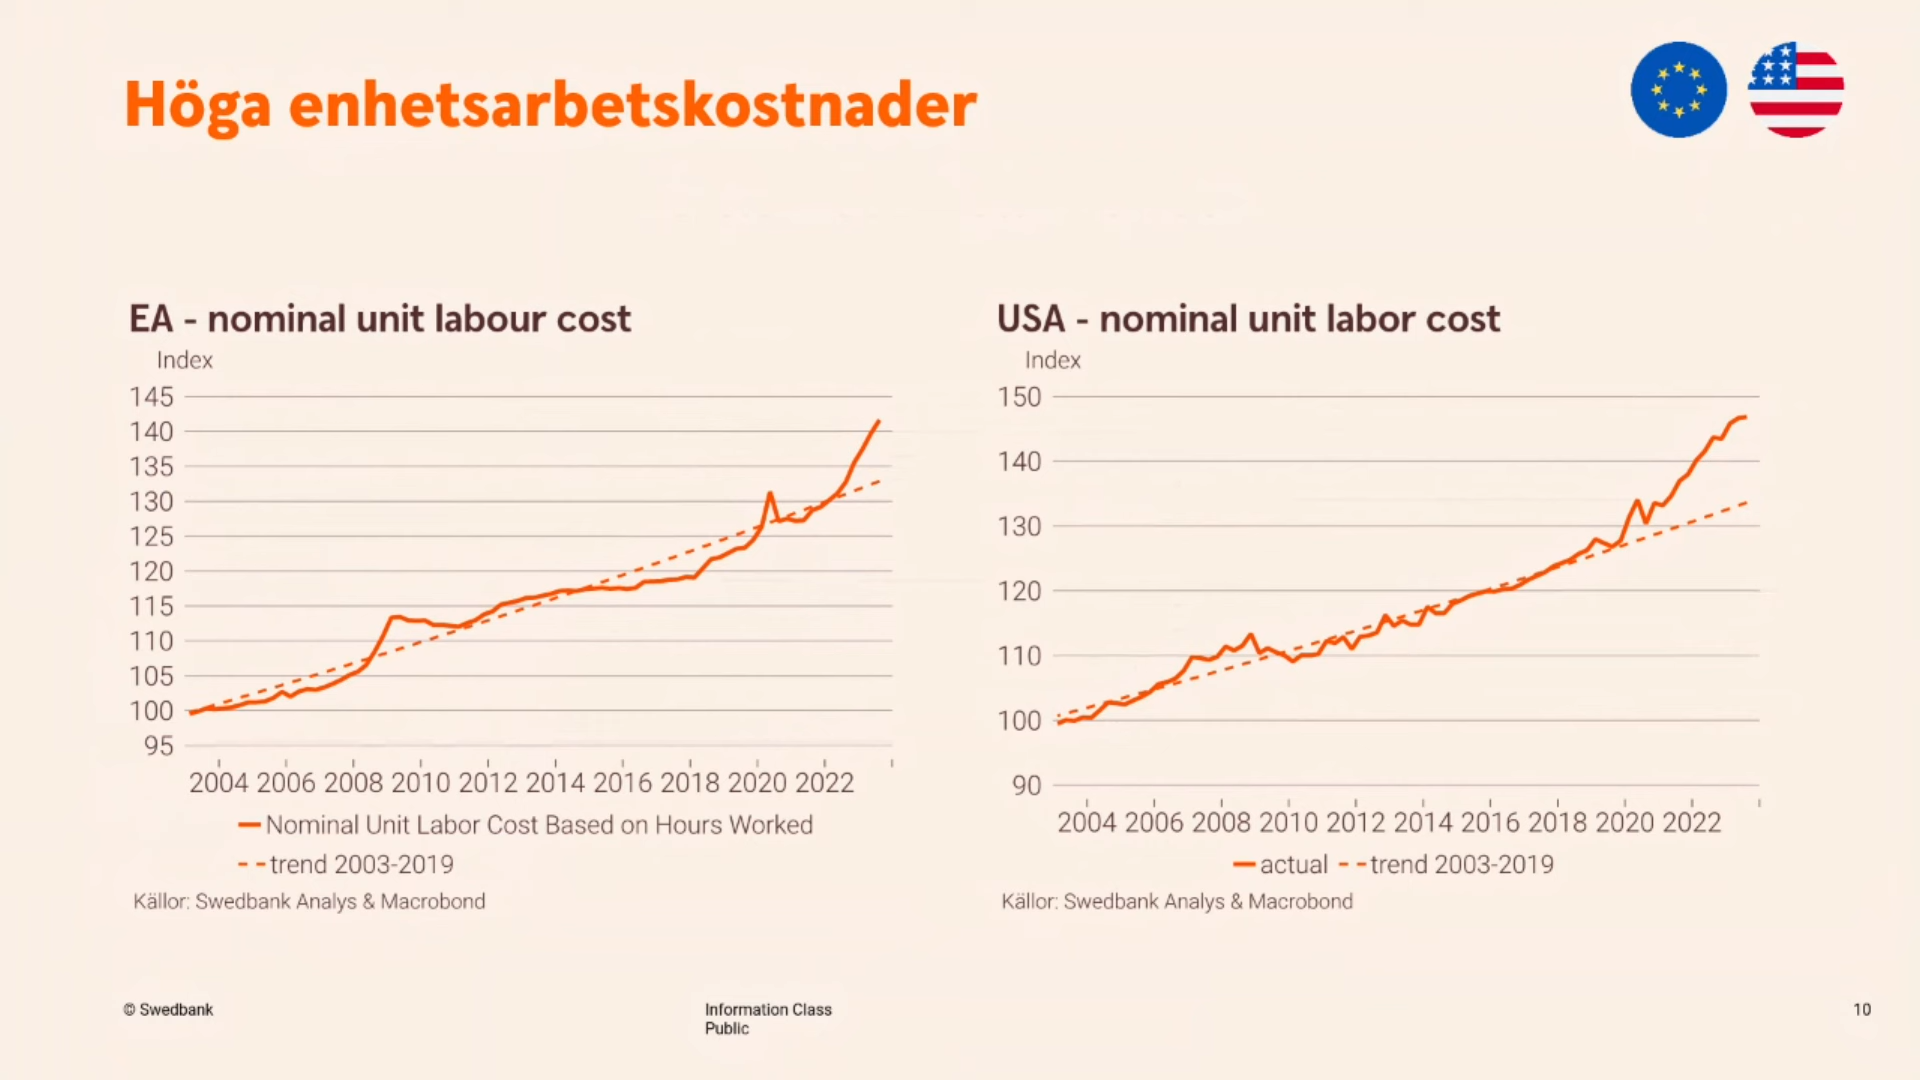 Höga enhetsarbetskostnader
EA - nominal unit labour cost
Index
145
140
135
130
125
120
115
110
105
100
95
2004 2006 2008 2010 2012 2014 2016 2018 2020 2022
Nominal Unit Labor Cost Based on Hours Worked
trend 2003-2019
Källor: Swedbank Analys & Macrobond
USA - nominal unit labor cost
Index
150
140
130
120
110
100
90
2004 2006 2008 2010 2012 2014 2016 2018 2020 2022
actual trend 2003-2019
Källor: Swedbank Analys & Macrobond
© Swedbank
Information Class
Public
10